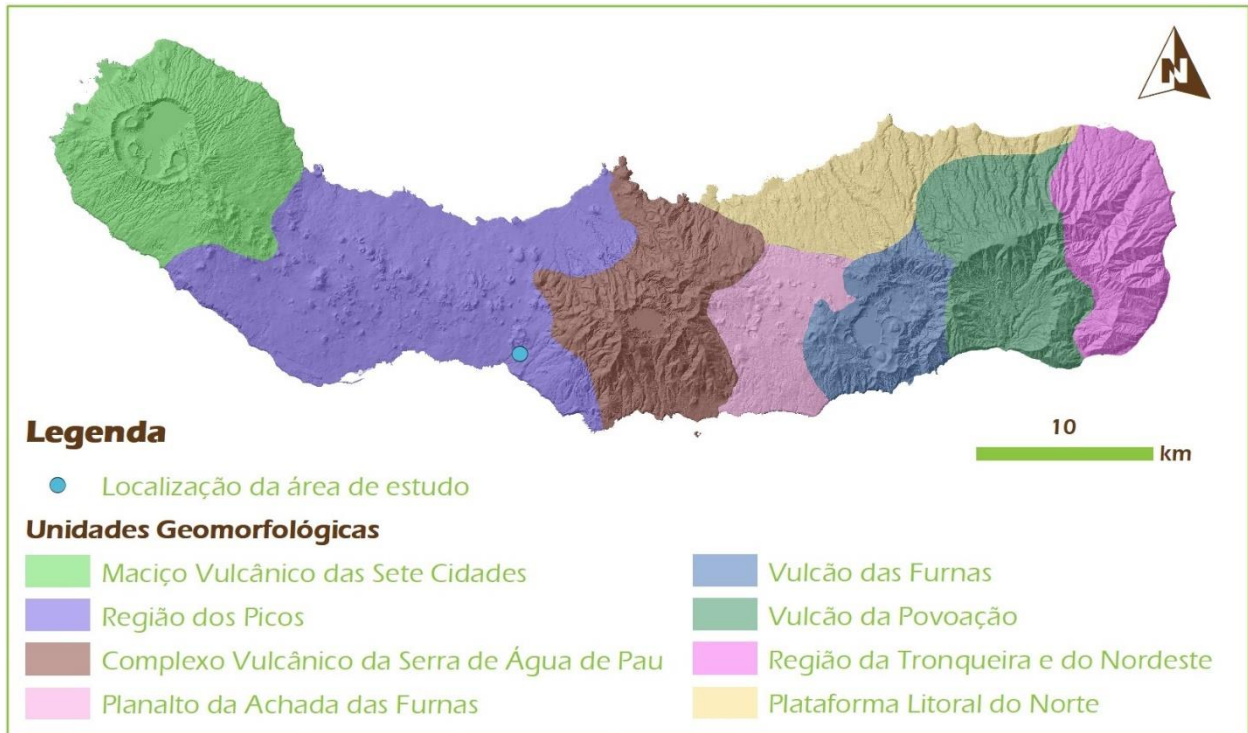 N
10
km
Legenda
Localização da área de estudo
Unidades Geomorfológicas
Maciço Vulcânico das Sete Cidades
Região dos Picos
Complexo Vulcânico da Serra de Água de Pau
Planalto da Achada das Furnas
Vulcão das Furnas
Vulcão da Povoação
Região da Tronqueira e do Nordeste
Plataforma Litoral do Norte